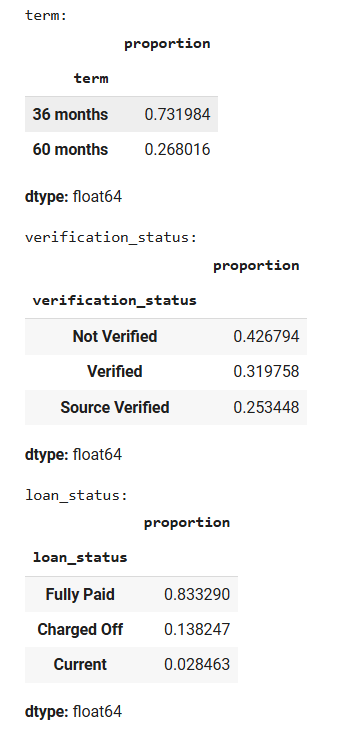 term:
proportion
term
36 months 0.731984
60 months 0.268016
dtype: float64
verification_status:
proportion
verification_status
Not Verified 0.426794
Verified 0.319758
Source Verified 0.253448
dtype: float64
loan_status:
proportion
loan_status
Fully Paid 0.833290
Charged Off 0.138247
Current 0.028463
dtype: float64